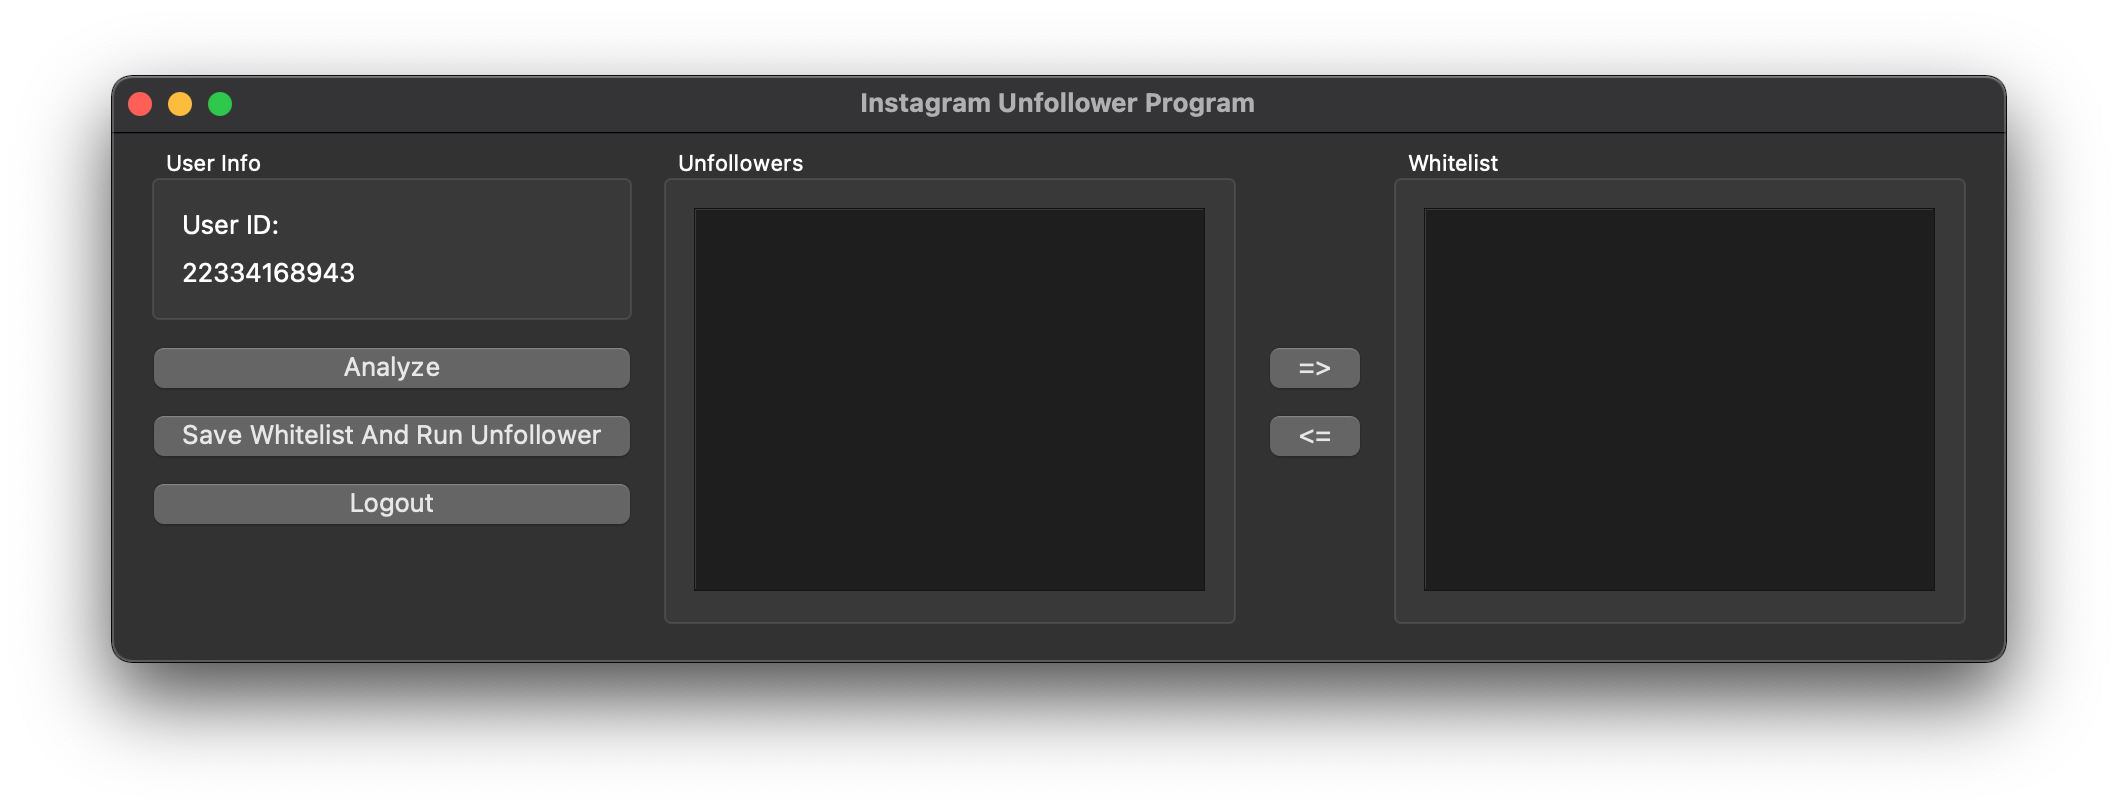 Instagram Unfollower Program
User Info
User ID:
22334168943
Analyze
Save Whitelist And Run Unfollower
Logout
Unfollowers
=>
<=
Whitelist